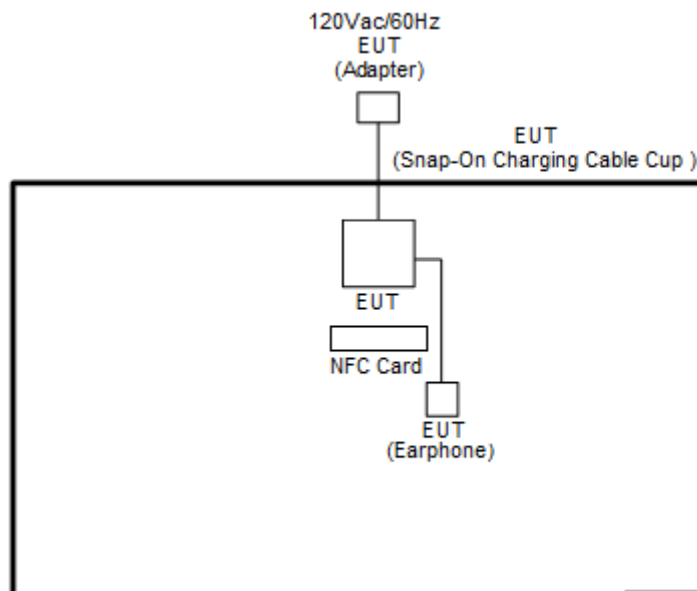 120Vac/60Hz
EUT
(Adapter)
EUT
(Snap-On Charging Cable Cup )
EUT
NFC Card
EUT
(Earphone)